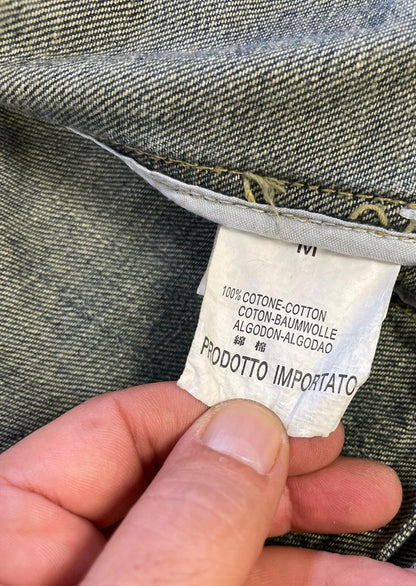 M
100% COTONE-COTTON
COTON-BAUMWOLLE
ALGODON-ALGODAO
綿 棉
PRODOTTO IMPORTATO